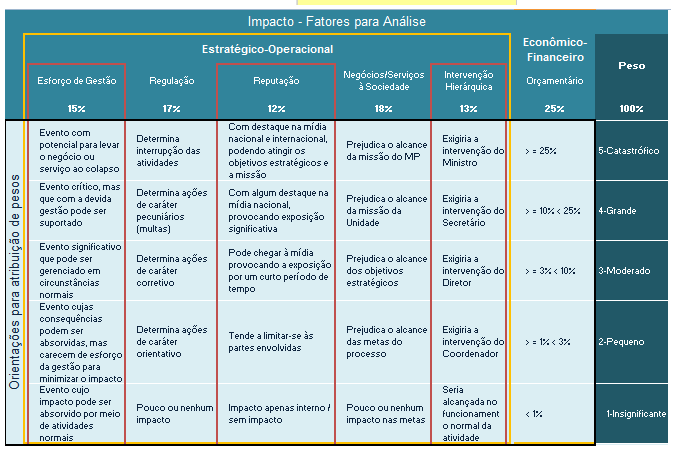 Impacto - Fatores para Análise
Estratégico-Operacional
Econômico-
Financeiro
Peso
Esforço de Gestão
Regulação
Reputação
Negócios/Serviços
à Sociedade
Intervenção
Hierárquica
Orçamentário
15%
17%
12%
18%
13%
25%
100%
Orientações para atribuição de pesos
Evento com
potencial para levar
o negócio ou
serviço ao colapso
Determina
interrupção das
atividades
Com destaque na mídia
nacional e internacional,
podendo atingir os
objetivos estratégicos e
a missão
Prejudica o alcance
da missão do MP
Exigiria a
intervenção do
Ministro
> = 25%
5-Catastrófico
Evento crítico, mas
que com a devida
gestão pode ser
suportado
Determina ações
de caráter
pecuniários
(multas)
Com algum destaque na
mídia nacional,
provocando exposição
significativa
Prejudica o alcance
da missão da
Unidade
Exigiria a
intervenção do
Secretário
> = 10% < 25%
4-Grande
Evento significativo
que pode ser
gerenciado em
circunstâncias
normais
Determina ações
de caráter
corretivo
Pode chegar à mídia
provocando a exposição
por um curto período de
tempo
Prejudica o alcance
dos objetivos
estratégicos
Exigiria a
intervenção do
Diretor
> = 3% < 10%
3-Moderado
Evento cujas
consequências
podem ser
absorvidas, mas
carecem de esforço
da gestão para
minimizar o impacto
Determina ações
de caráter
orientativo
Tende a limitar-se às
partes envolvidas
Prejudica o alcance
das metas do
processo
Exigiria a
intervenção do
Coordenador
> = 1% < 3%
2-Pequeno
Evento cujo
impacto pode ser
absorvido por meio
de atividades
normais
Pouco ou nenhum
impacto
Impacto apenas interno /
sem impacto
Pouco ou nenhum
impacto nas metas
Seria
alcançada no
funcionament
o normal da
atividade
< 1%
1-Insignificante